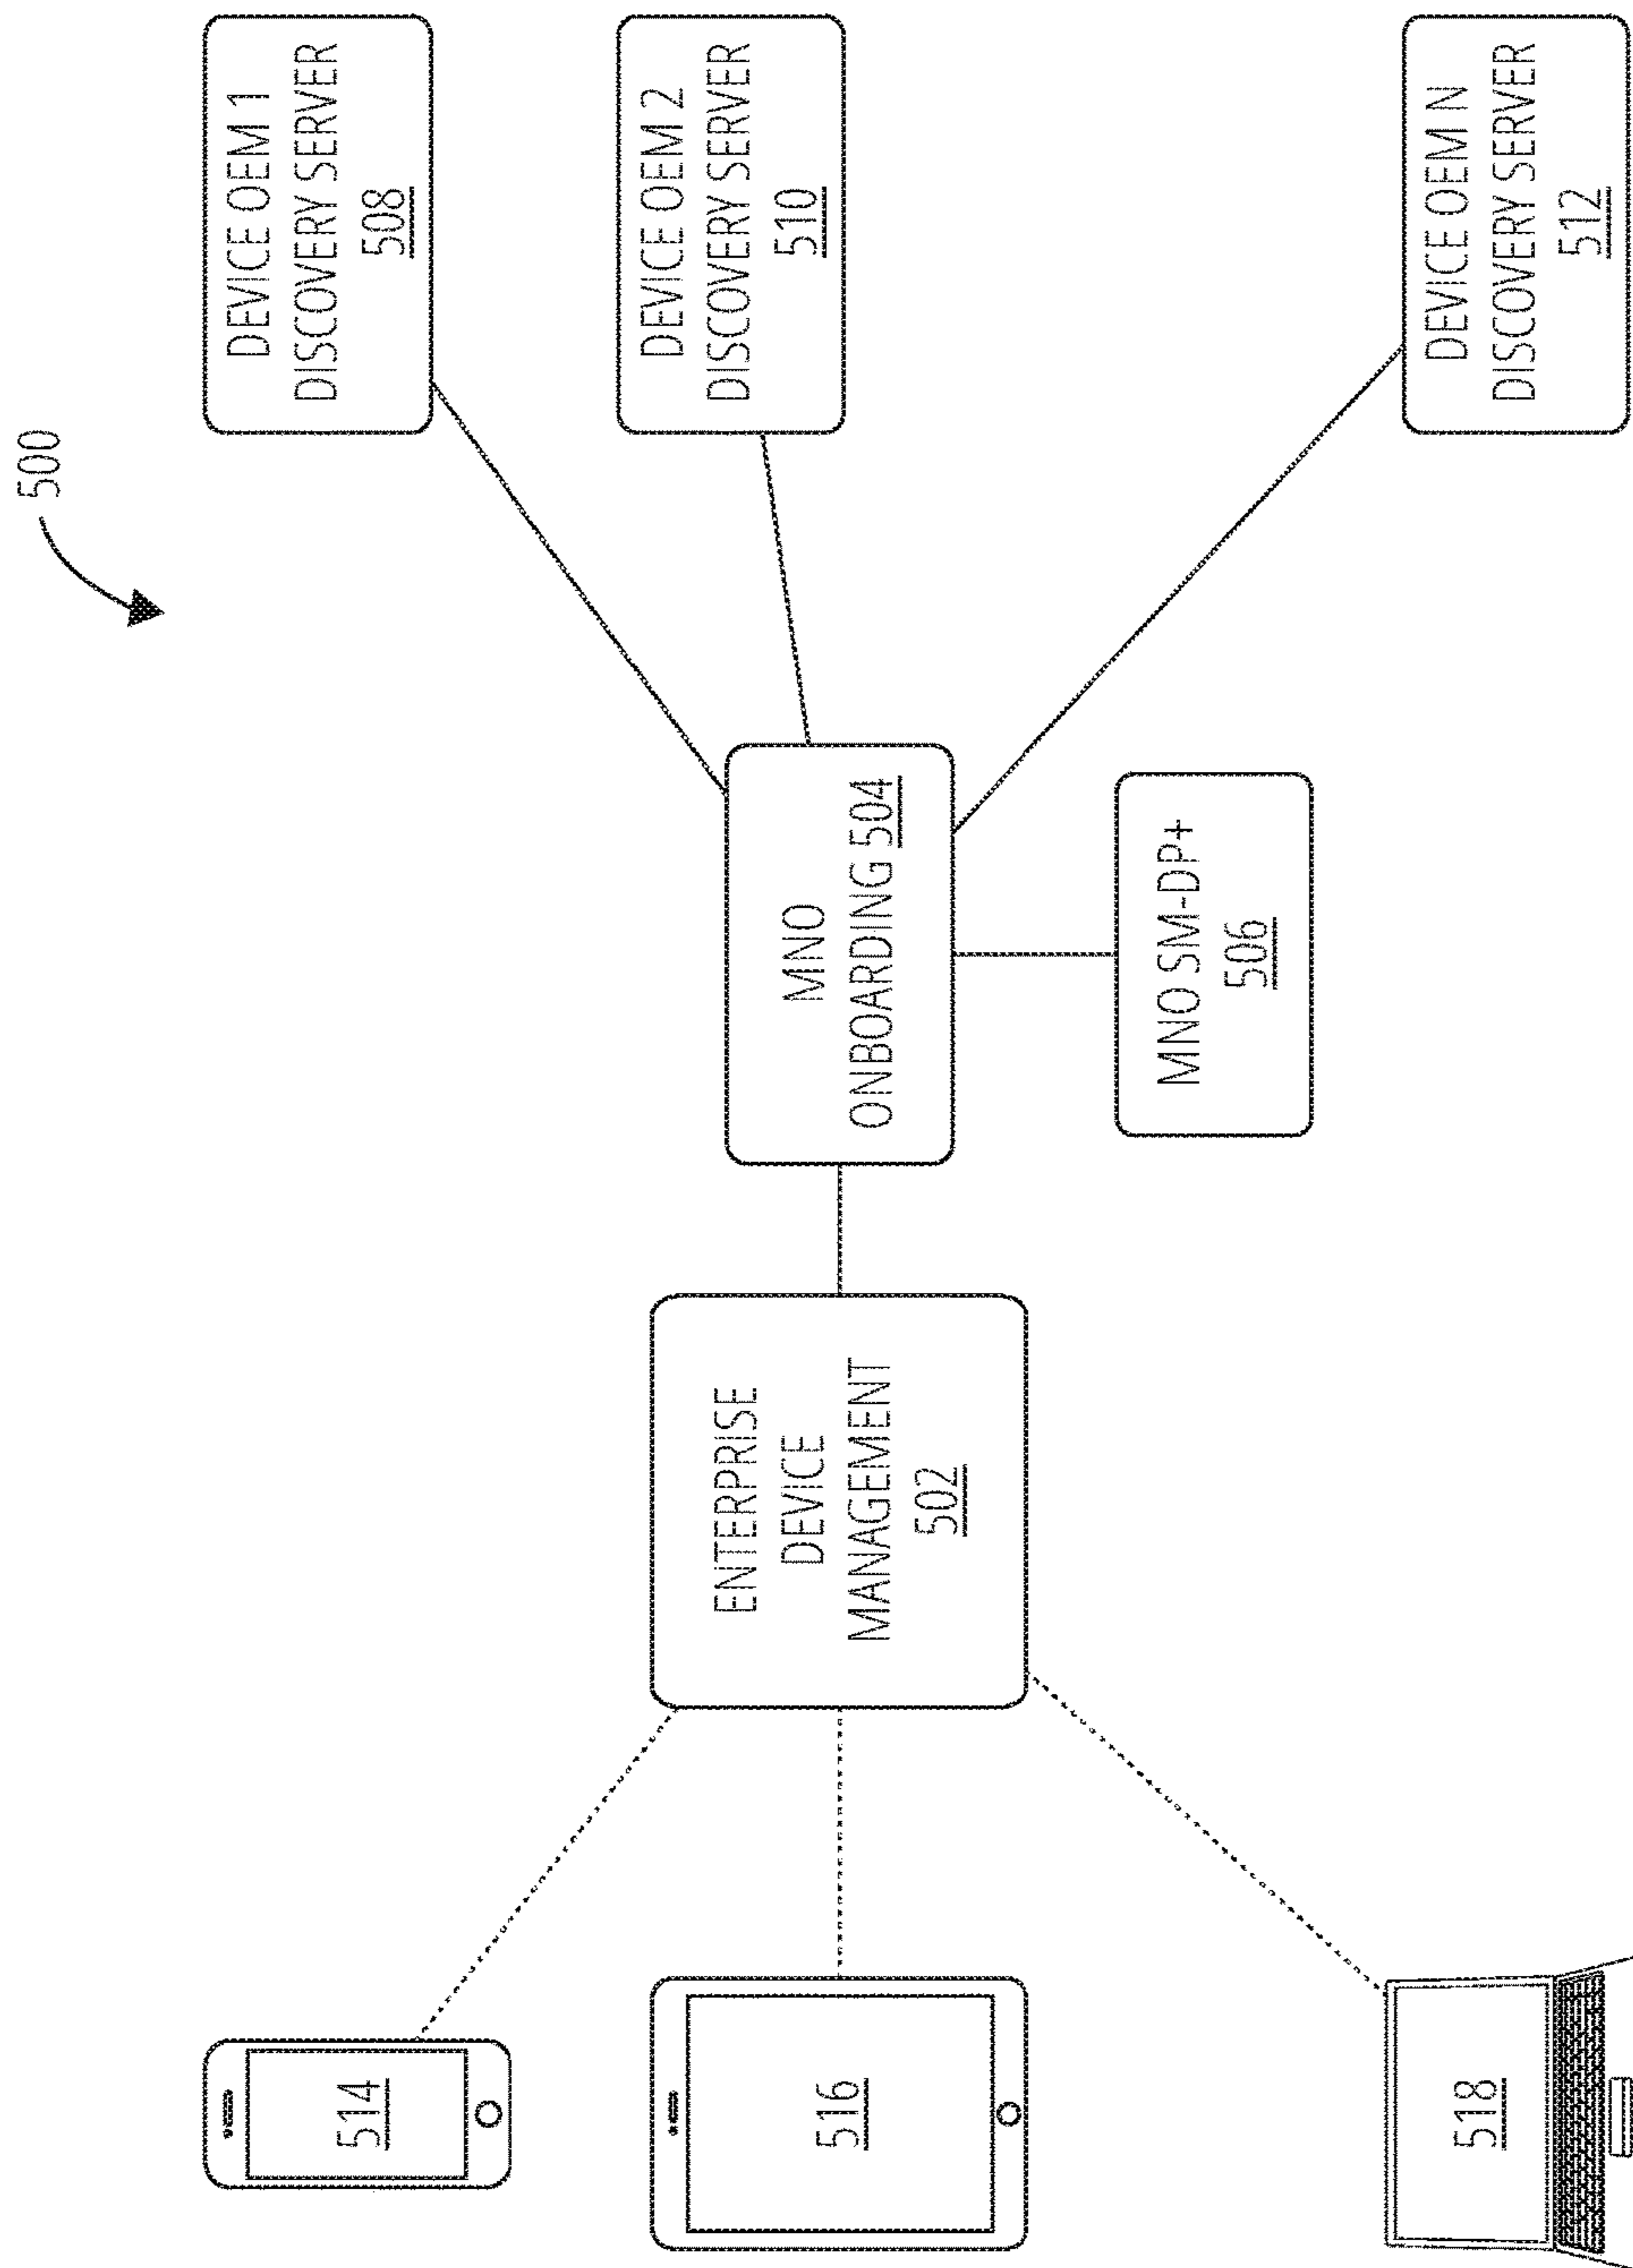 500
514
516
518
ENTERPRISE
DEVICE
MANAGEMENT
502
MNO
ONBOARDING 504
MNO SM-DP+
506
DEVICE OEM 1
DISCOVERY SERVER
508
DEVICE OEM 2
DISCOVERY SERVER
510
DEVICE OEM N
DISCOVERY SERVER
512